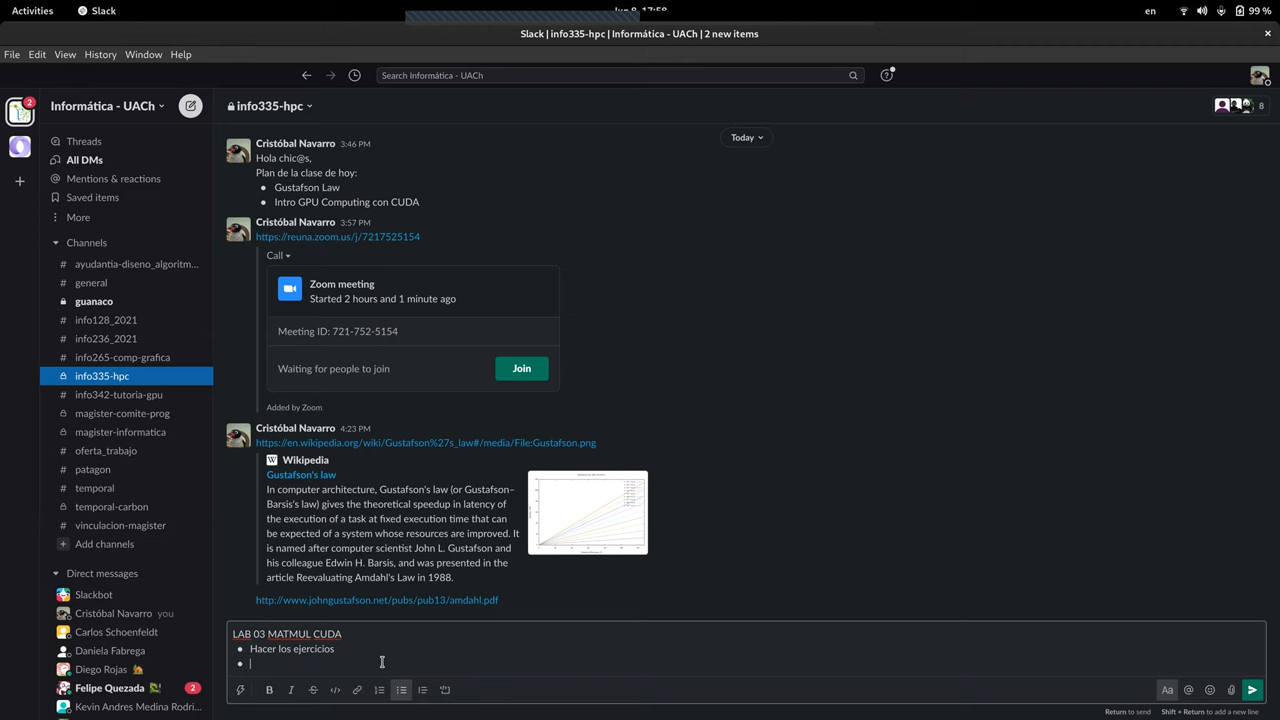 Activities
Slack
17:58
en
99 %
Slack | info335-hpc | Informática - UACh | 2 new items
File Edit View History Window Help
Search Informática - UACh
2
Informática - UACh
info335-hpc
8
Threads
All DMs
Mentions & reactions
Saved items
More
Channels
# ayudantia-diseno_algoritm...
# general
guanaco
# info128_2021
# info236_2021
# info265-comp-grafica
info335-hpc
# info342-tutoria-gpu
magister-comite-prog
magister-informatica
# oferta_trabajo
# patagon
# temporal
temporal-carbon
# vinculacion-magister
Add channels
Direct messages
Slackbot
Cristóbal Navarro you
Carlos Schoenfeldt
Daniela Fabrega
Diego Rojas
Felipe Quezada 2
Kevin Andres Medina Rodri...
Today
Cristóbal Navarro 3:46 PM
Hola chic@s,
Plan de la clase de hoy:
• Gustafson Law
• Intro GPU Computing con CUDA
Cristóbal Navarro 3:57 PM
https://reuna.zoom.us/j/7217525154
Call
Zoom meeting
Started 2 hours and 1 minute ago
Meeting ID: 721-752-5154
Waiting for people to join
Join
Added by Zoom
Cristóbal Navarro 4:23 PM
https://en.wikipedia.org/wiki/Gustafson%27s_law#/media/File:Gustafson.png
W Wikipedia
Gustafson's law
In computer architecture, Gustafson's law (or Gustafson–
Barsis's law) gives the theoretical speedup in latency of
the execution of a task at fixed execution time that can
be expected of a system whose resources are improved. It
is named after computer scientist John L. Gustafson and
his colleague Edwin H. Barsis, and was presented in the
article Reevaluating Amdahl's Law in 1988.
http://www.johngustafson.net/pubs/pub13/amdahl.pdf
LAB 03 MATMUL CUDA
• Hacer los ejercicios
•
Aa
Return to send
Shift + Return to add a new line